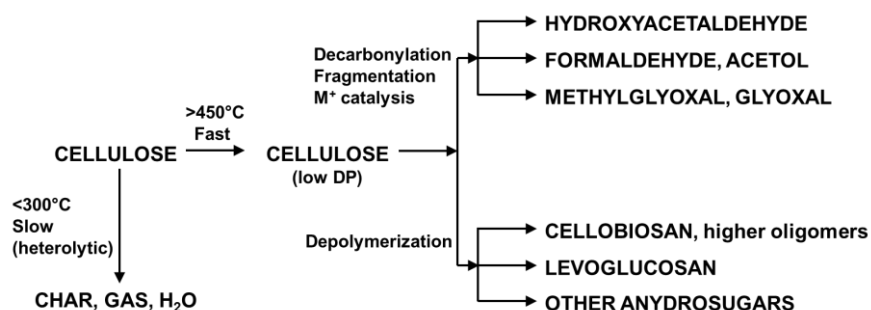 HYDROXYACETALDEHYDE
Decarbonylation
Fragmentation
M⁺ catalysis
FORMALDEHYDE, ACETOL
METHYLGLYOXAL, GLYOXAL
>450°C
Fast
CELLULOSE
CELLULOSE
(low DP)
<300°C
Slow
(heterolytic)
CHAR, GAS, H₂O
Depolymerization
CELLOBIOSAN, higher oligomers
LEVOGLUCOSAN
OTHER ANYDROSUGARS